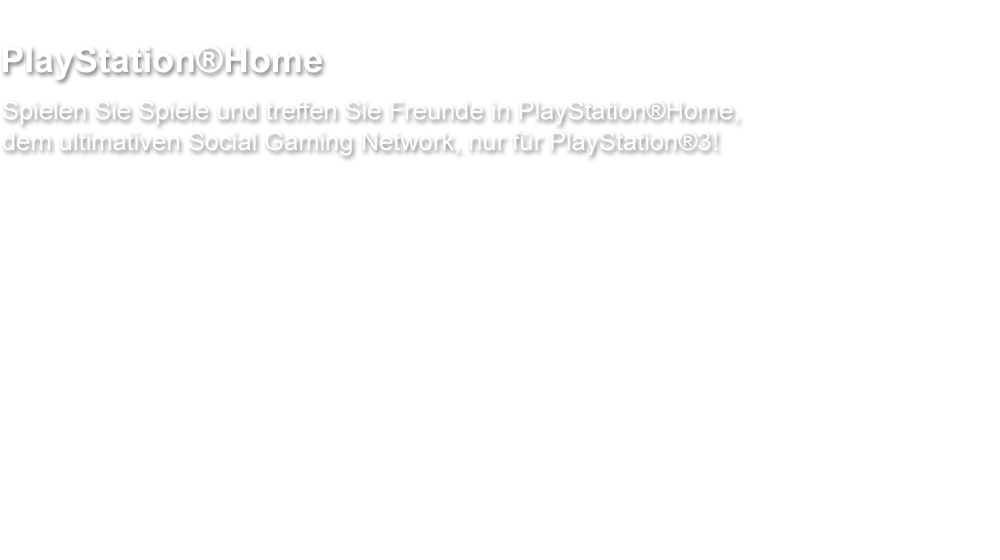 PlayStation®Home
Spielen Sie Spiele und treffen Sie Freunde in PlayStation®Home,
dem ultimativen Social Gaming Network, nur für PlayStation®3!